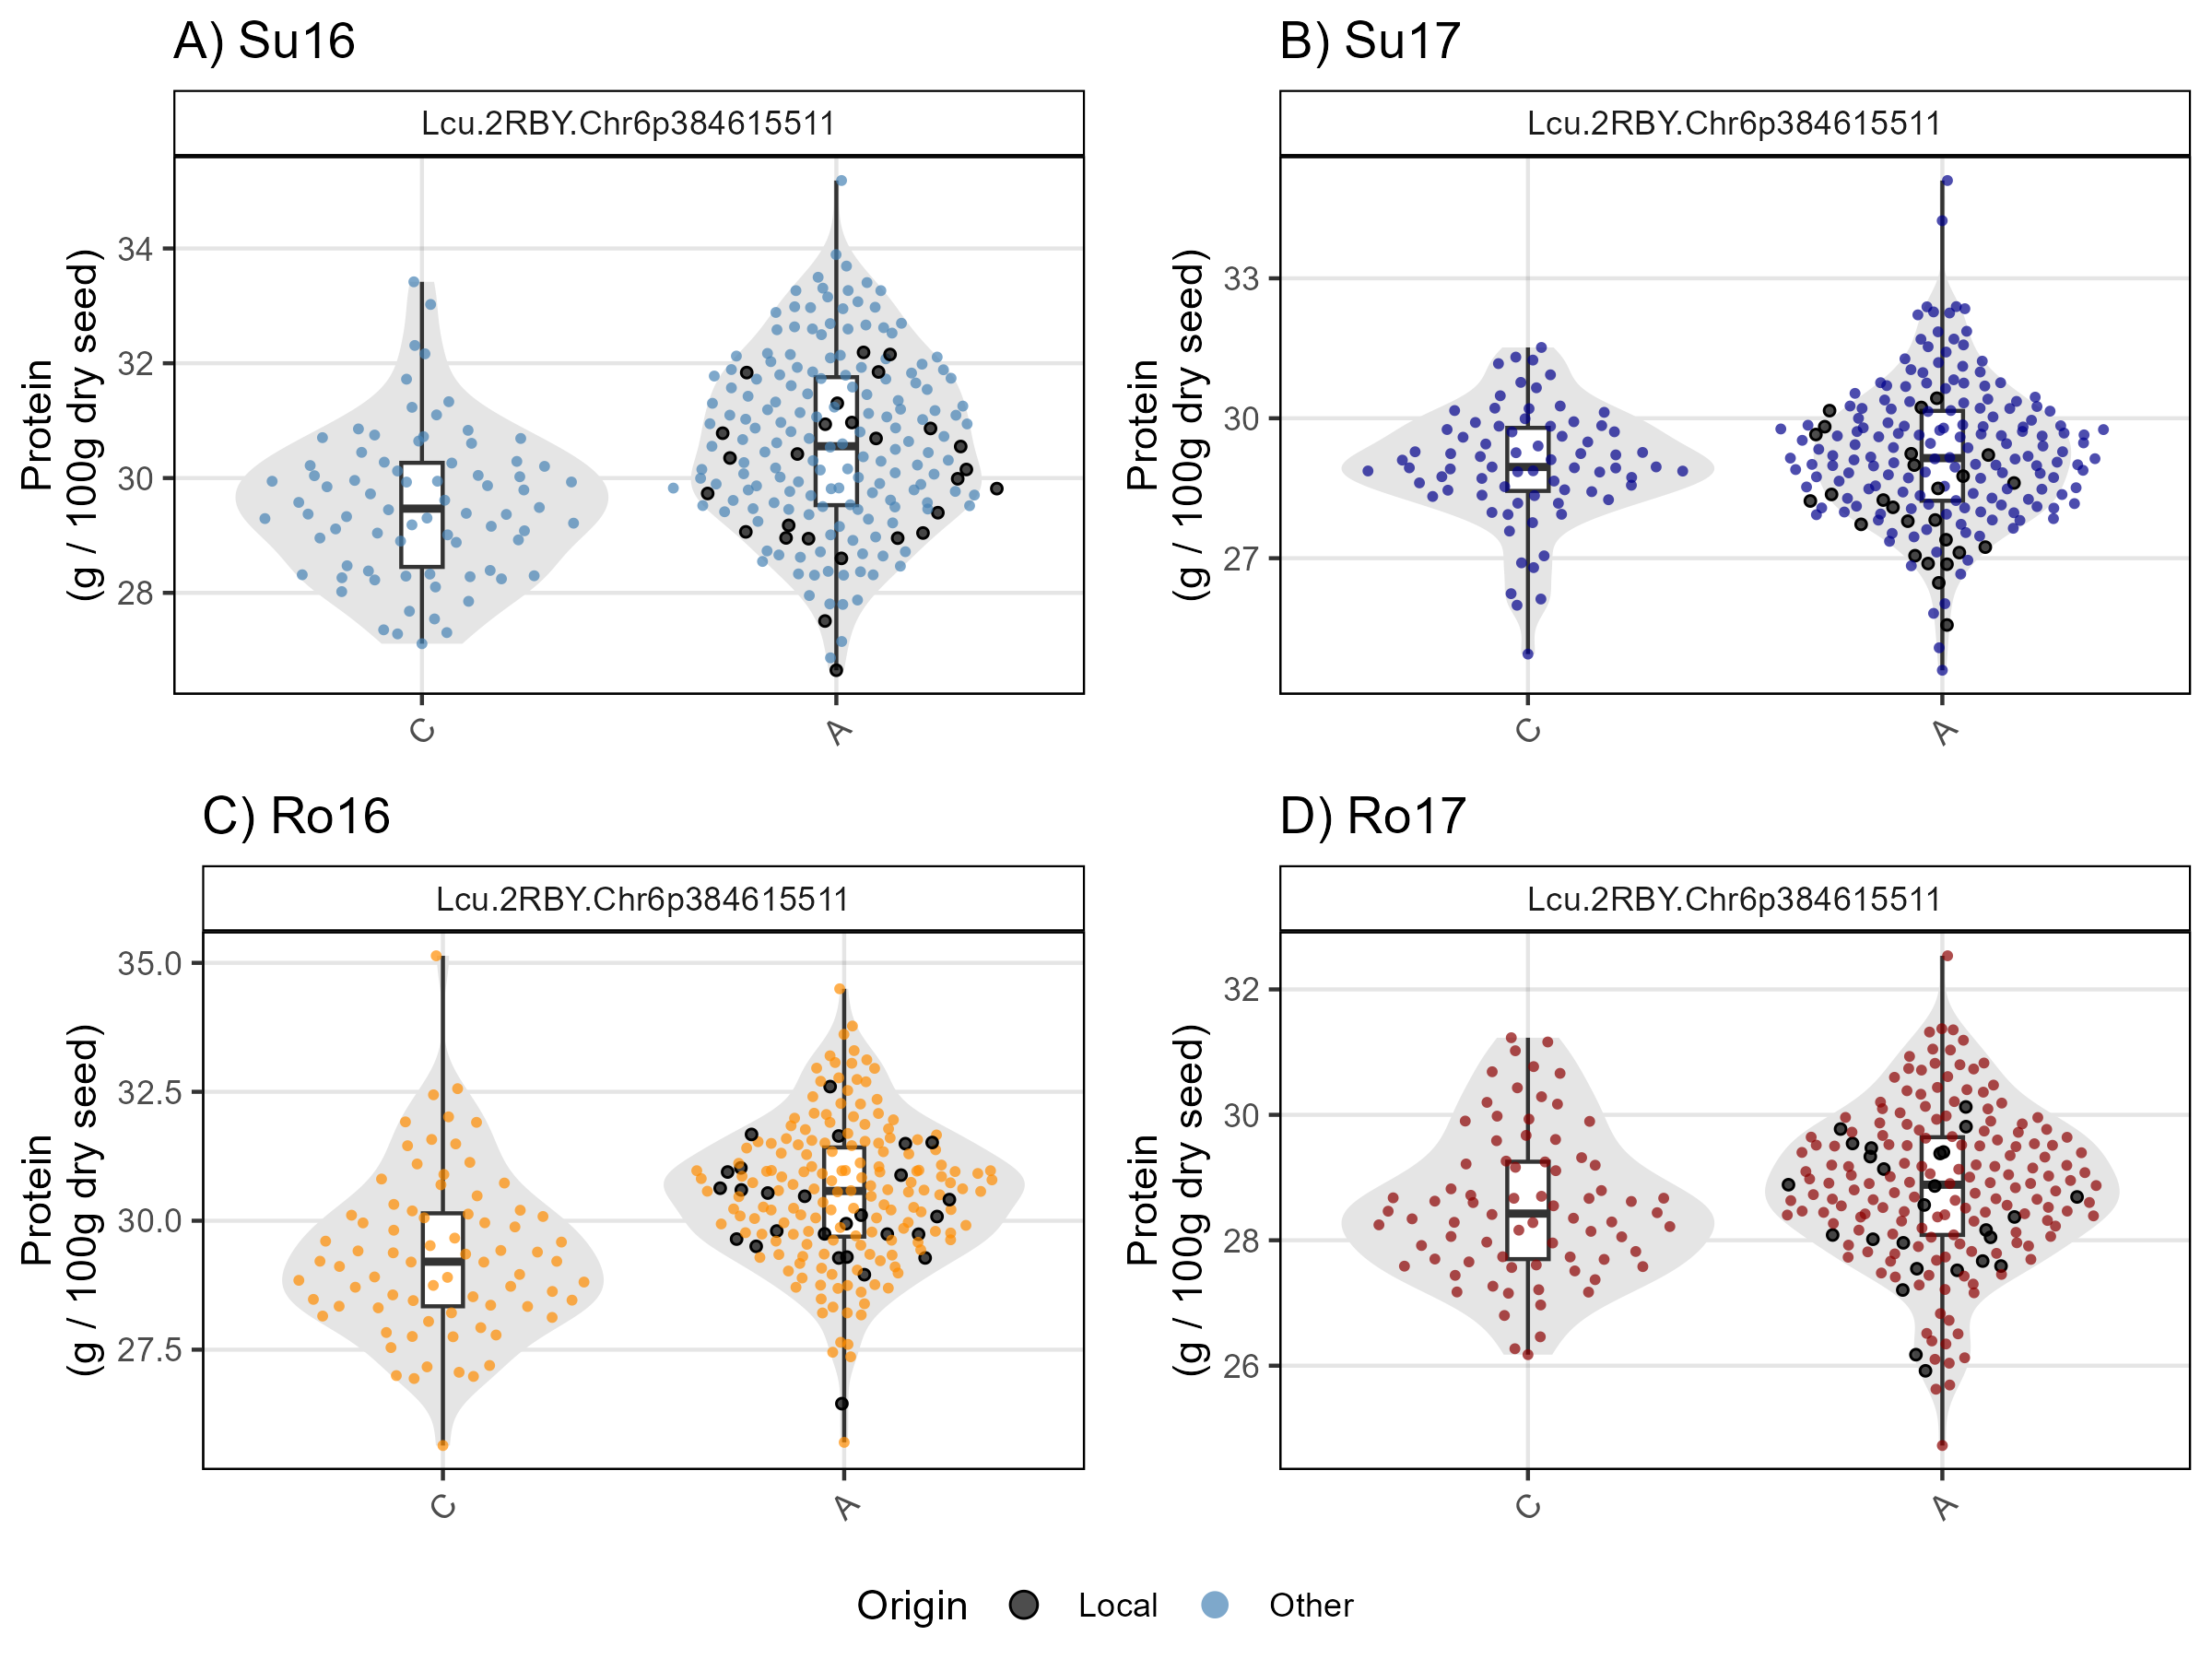 A) Su16
Lcu.2RBY.Chr6p384615511
Protein
(g / 100g dry seed)
34
32
30
28
C
A
B) Su17
Lcu.2RBY.Chr6p384615511
Protein
(g / 100g dry seed)
33
30
27
C
A
C) Ro16
Lcu.2RBY.Chr6p384615511
Protein
(g / 100g dry seed)
35.0
32.5
30.0
27.5
C
A
D) Ro17
Lcu.2RBY.Chr6p384615511
Protein
(g / 100g dry seed)
32
30
28
26
C
A
Origin Local Other